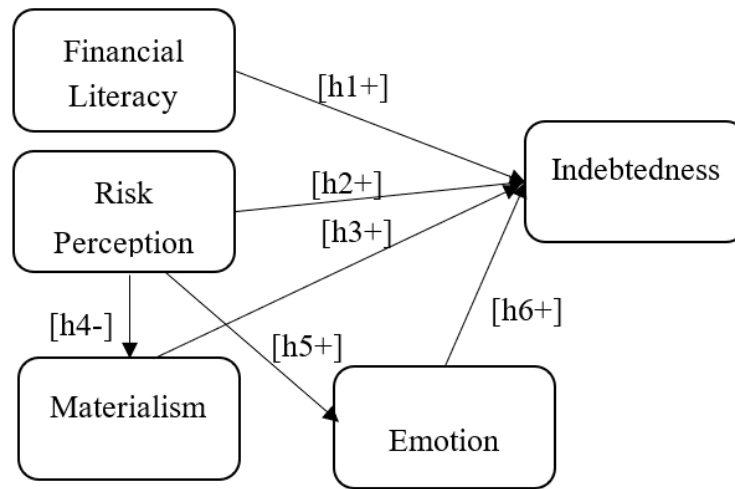 Financial
Literacy
[h1+]
Indebtedness
Risk
Perception
[h2+]
[h3+]
[h4-]
[h5+]
[h6+]
Materialism
Emotion